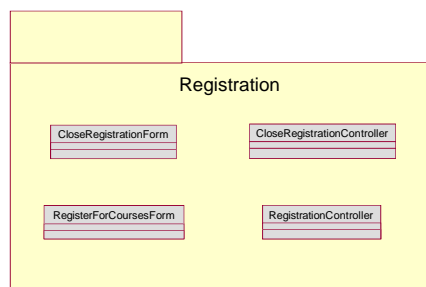 Registration
CloseRegistrationForm
CloseRegistrationController
RegisterForCoursesForm
RegistrationController